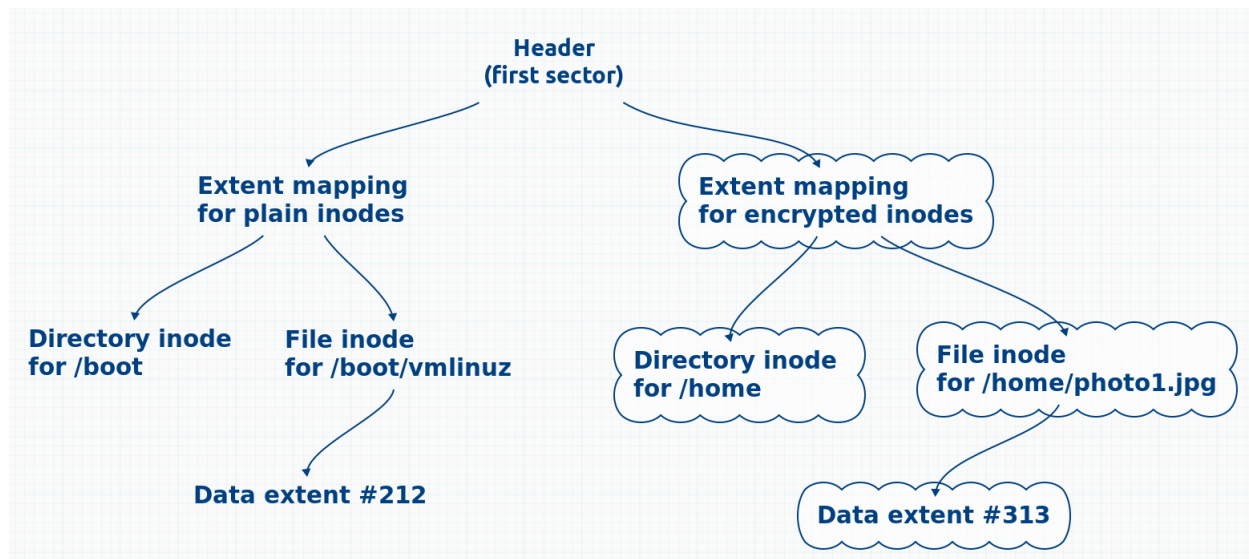 Header
(first sector)
Extent mapping
for plain inodes
Extent mapping
for encrypted inodes
Directory inode
for /boot
File inode
for /boot/vmlinuz
Directory inode
for /home
File inode
for /home/photo1.jpg
Data extent #212
Data extent #313